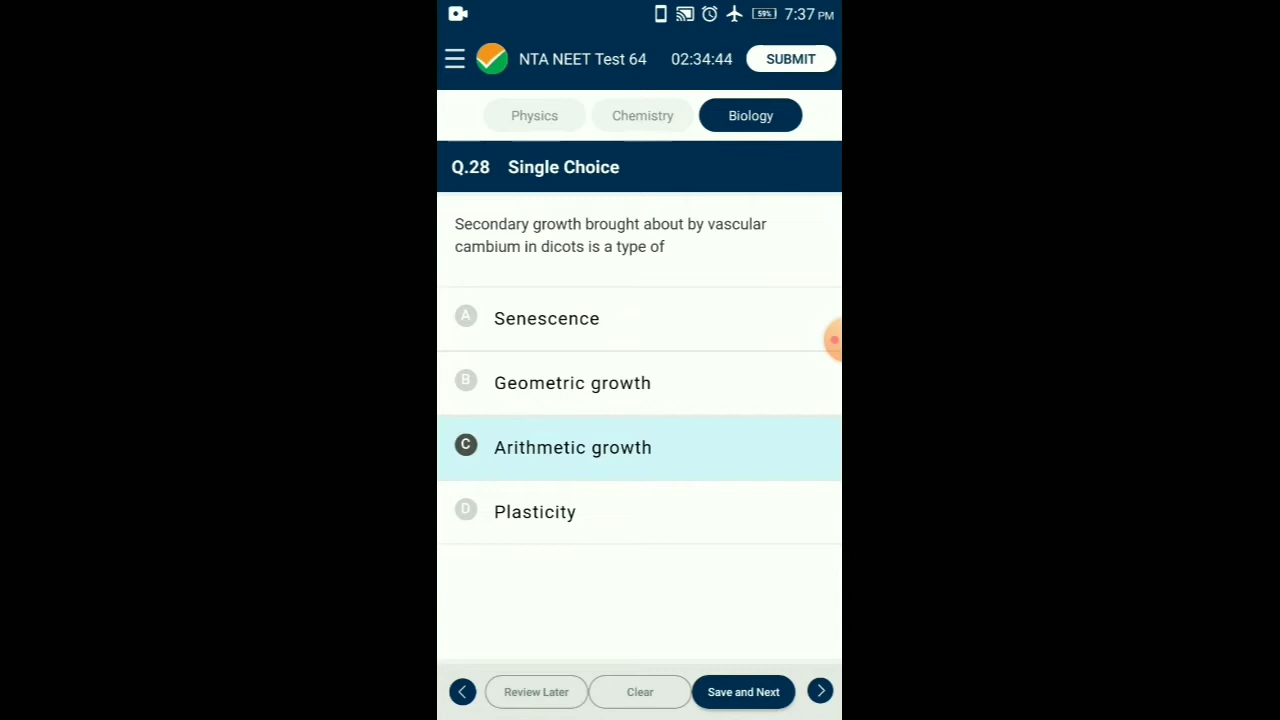 59% 7:37 PM
NTA NEET Test 64 02:34:44 SUBMIT
Physics Chemistry Biology
Q.28 Single Choice
Secondary growth brought about by vascular
cambium in dicots is a type of
A Senescence
B Geometric growth
C Arithmetic growth
D Plasticity
Review Later Clear Save and Next